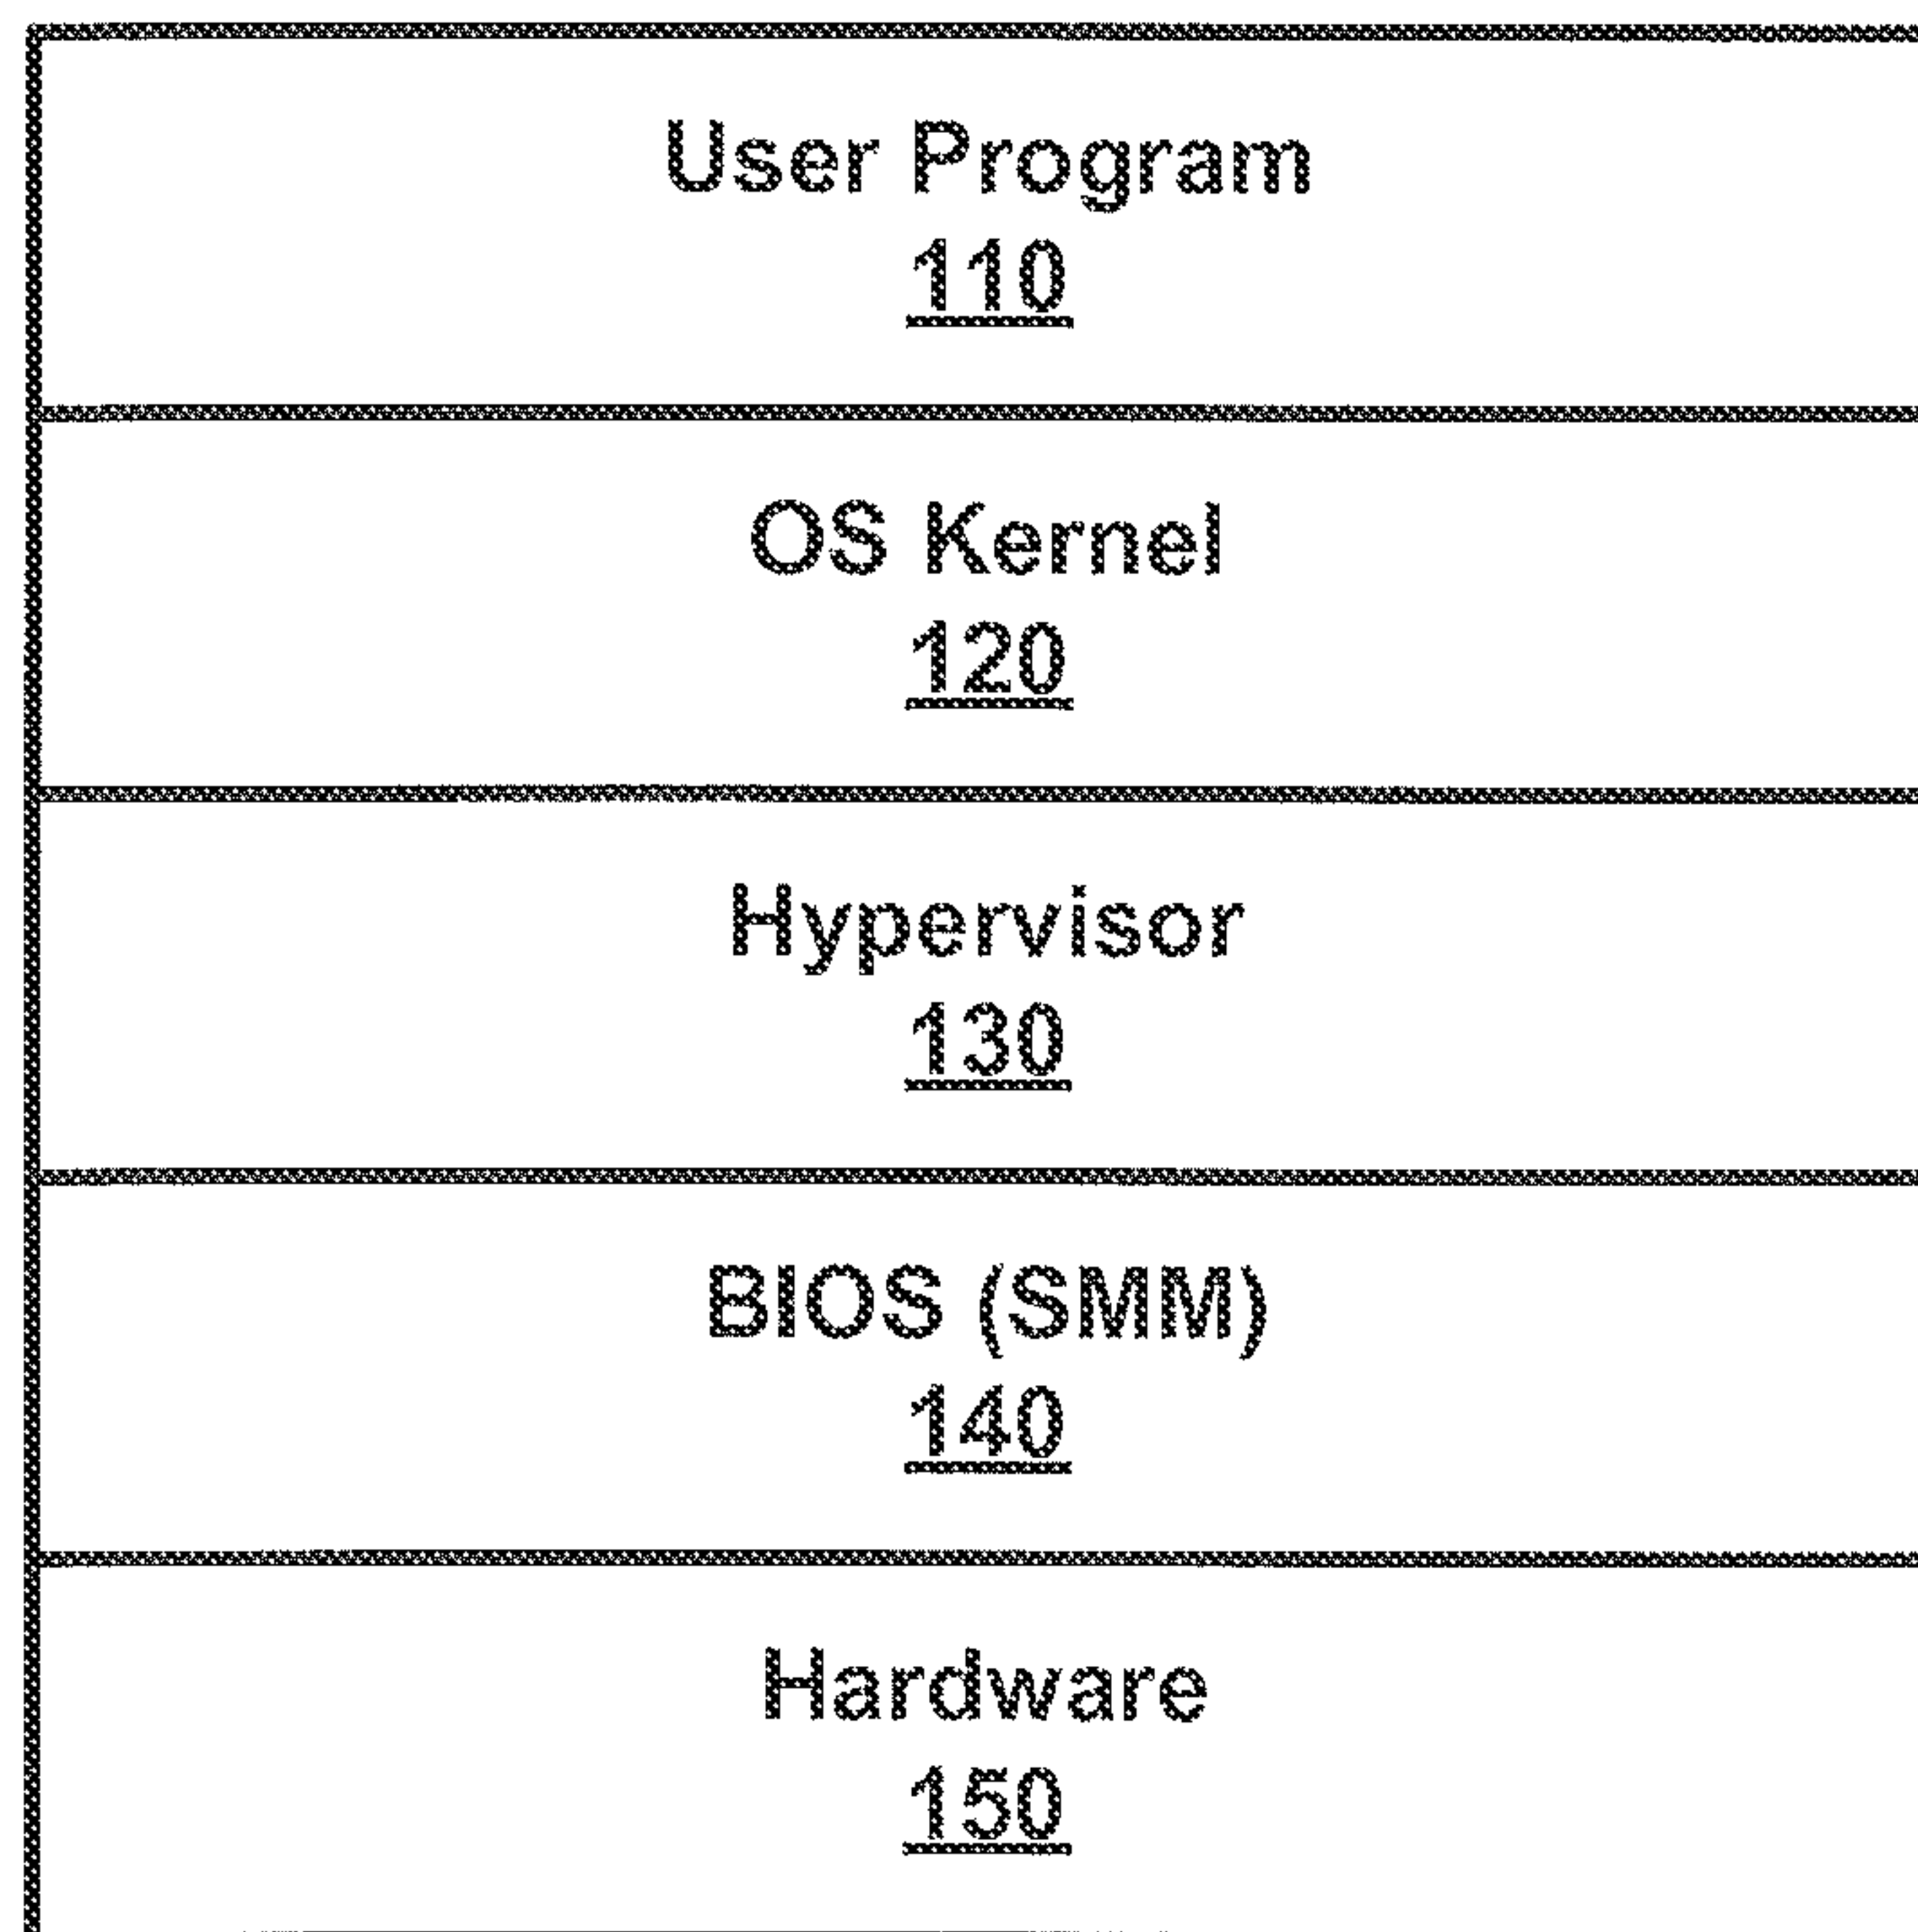 User Program
110
OS Kernel
120
Hypervisor
130
BIOS (SMM)
140
Hardware
150